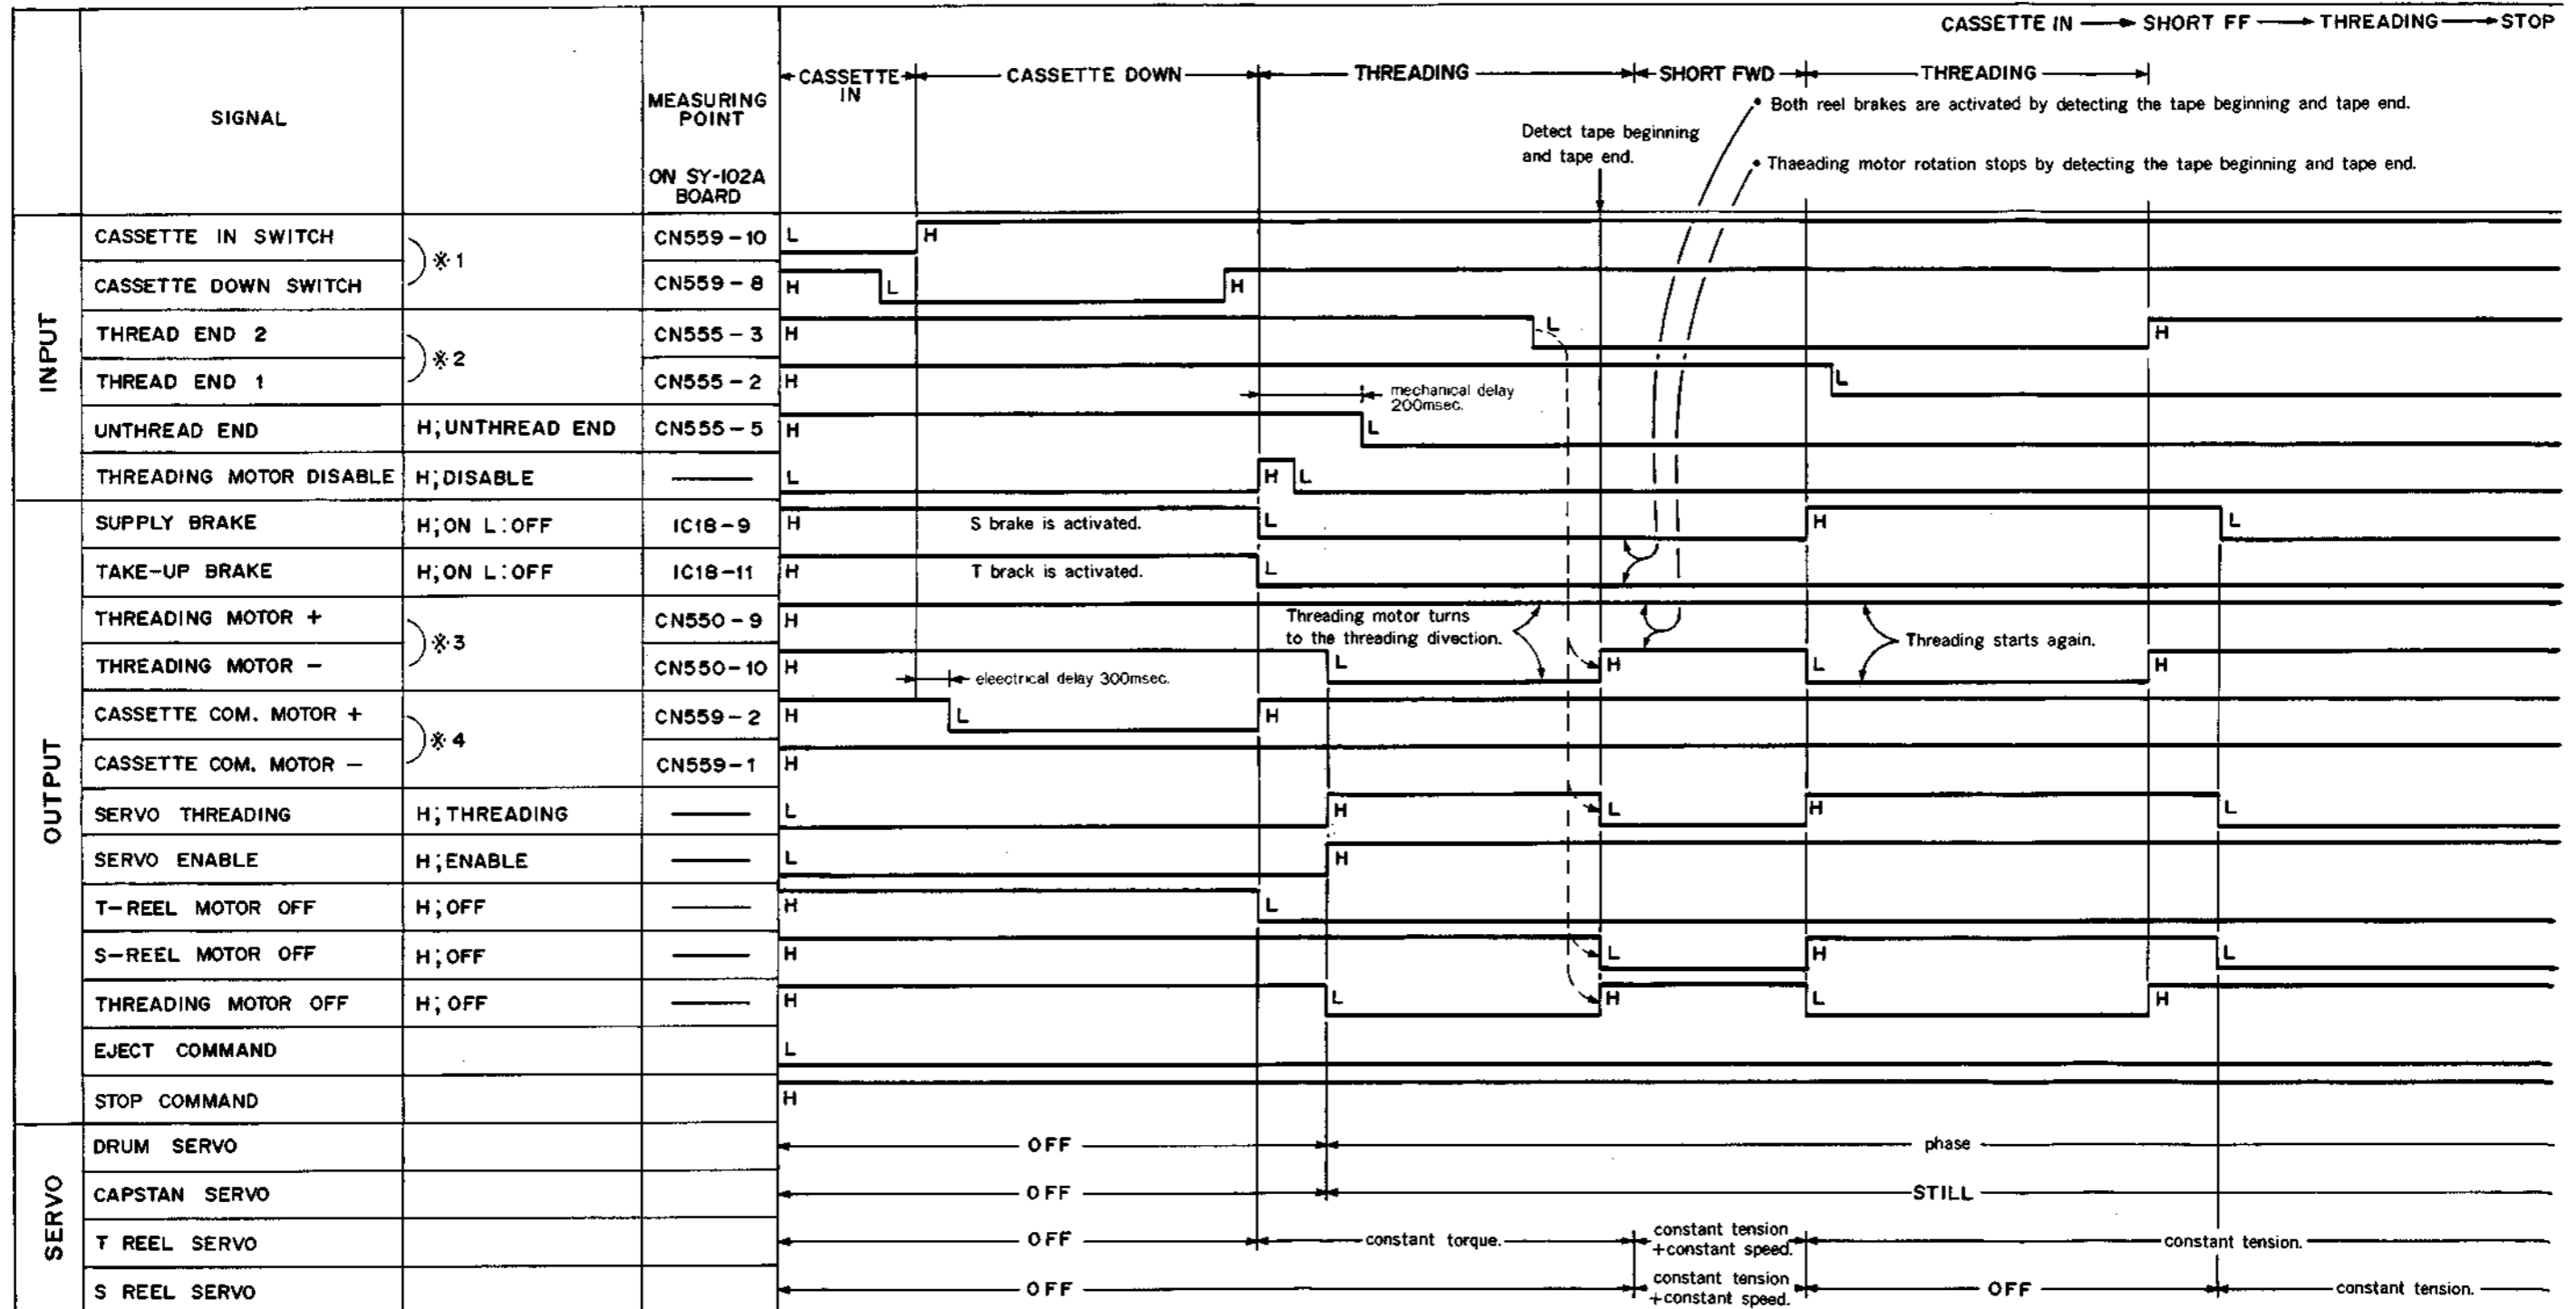 CASSETTE IN → SHORT FF → THREADING → STOP
SIGNAL
MEASURING
POINT
ON SY-102A
BOARD
CASSETTE
IN
CASSETTE DOWN
THREADING
SHORT FWD
THREADING
• Both reel brakes are activated by detecting the tape beginning and tape end.
Detect tape beginning
and tape end.
• Thaeading motor rotation stops by detecting the tape beginning and tape end.
INPUT
CASSETTE IN SWITCH CN559-10 L H
※1
CASSETTE DOWN SWITCH CN559-8 H L H
THREAD END 2 CN555-3 H L H
※2
THREAD END 1 CN555-2 H L
mechanical delay
200msec.
UNTHREAD END H;UNTHREAD END CN555-5 H L
THREADING MOTOR DISABLE H;DISABLE — L H L
OUTPUT
SUPPLY BRAKE H;ON L:OFF IC18-9 H S brake is activated. L H L
TAKE-UP BRAKE H;ON L:OFF IC18-11 H T brack is activated. L
THREADING MOTOR + CN550-9 H
Threading motor turns
to the threading divection.
※3
Threading starts again.
THREADING MOTOR − CN550-10 H L H L H
eleectrical delay 300msec.
CASSETTE COM. MOTOR + CN559-2 H L H
※4
CASSETTE COM. MOTOR − CN559-1 H
SERVO THREADING H;THREADING — L H L H L
SERVO ENABLE H;ENABLE — L H
T-REEL MOTOR OFF H;OFF — H L
S-REEL MOTOR OFF H;OFF — H L H L
THREADING MOTOR OFF H;OFF — H L H L H
EJECT COMMAND L
STOP COMMAND H
SERVO
DRUM SERVO OFF phase
CAPSTAN SERVO OFF STILL
T REEL SERVO OFF constant torque. constant tension
+constant speed. constant tension.
S REEL SERVO OFF constant tension
+constant speed. OFF constant tension.